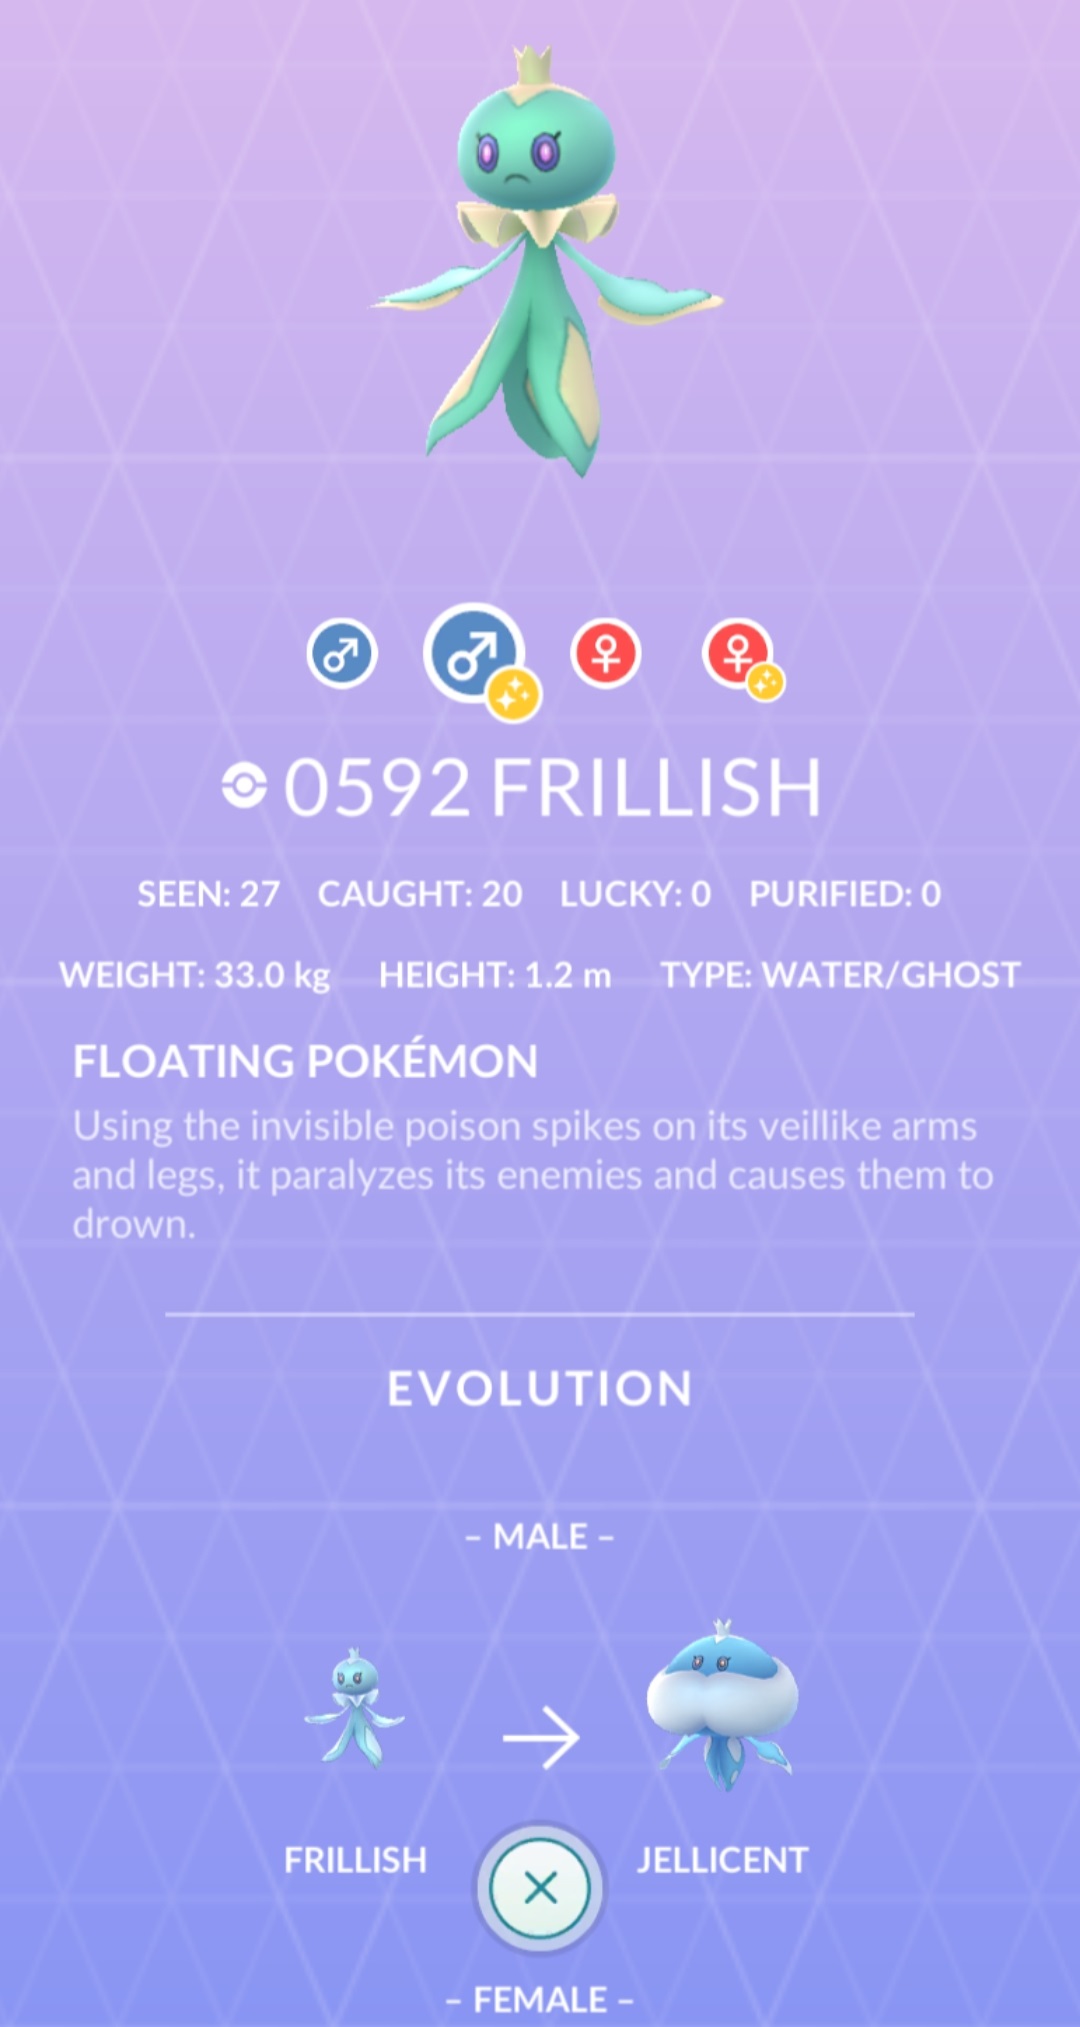 0592 FRILLISH
SEEN: 27 CAUGHT: 20 LUCKY: 0 PURIFIED: 0
WEIGHT: 33.0 kg HEIGHT: 1.2 m TYPE: WATER/GHOST
FLOATING POKÉMON
Using the invisible poison spikes on its veillike arms
and legs, it paralyzes its enemies and causes them to
drown.
EVOLUTION
– MALE –
FRILLISH JELLICENT
– FEMALE –